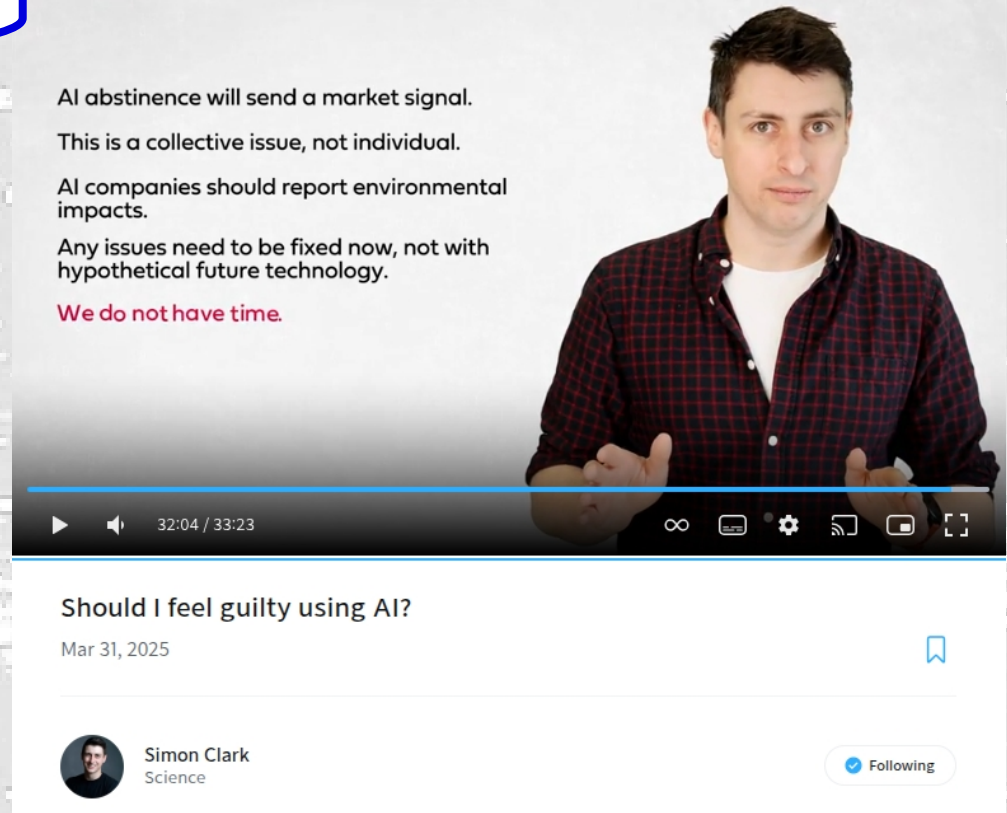 AI abstinence will send a market signal.
This is a collective issue, not individual.
AI companies should report environmental
impacts.
Any issues need to be fixed now, not with
hypothetical future technology.
We do not have time.
32:04 / 33:23
Should I feel guilty using AI?
Mar 31, 2025
Simon Clark
Science
Following